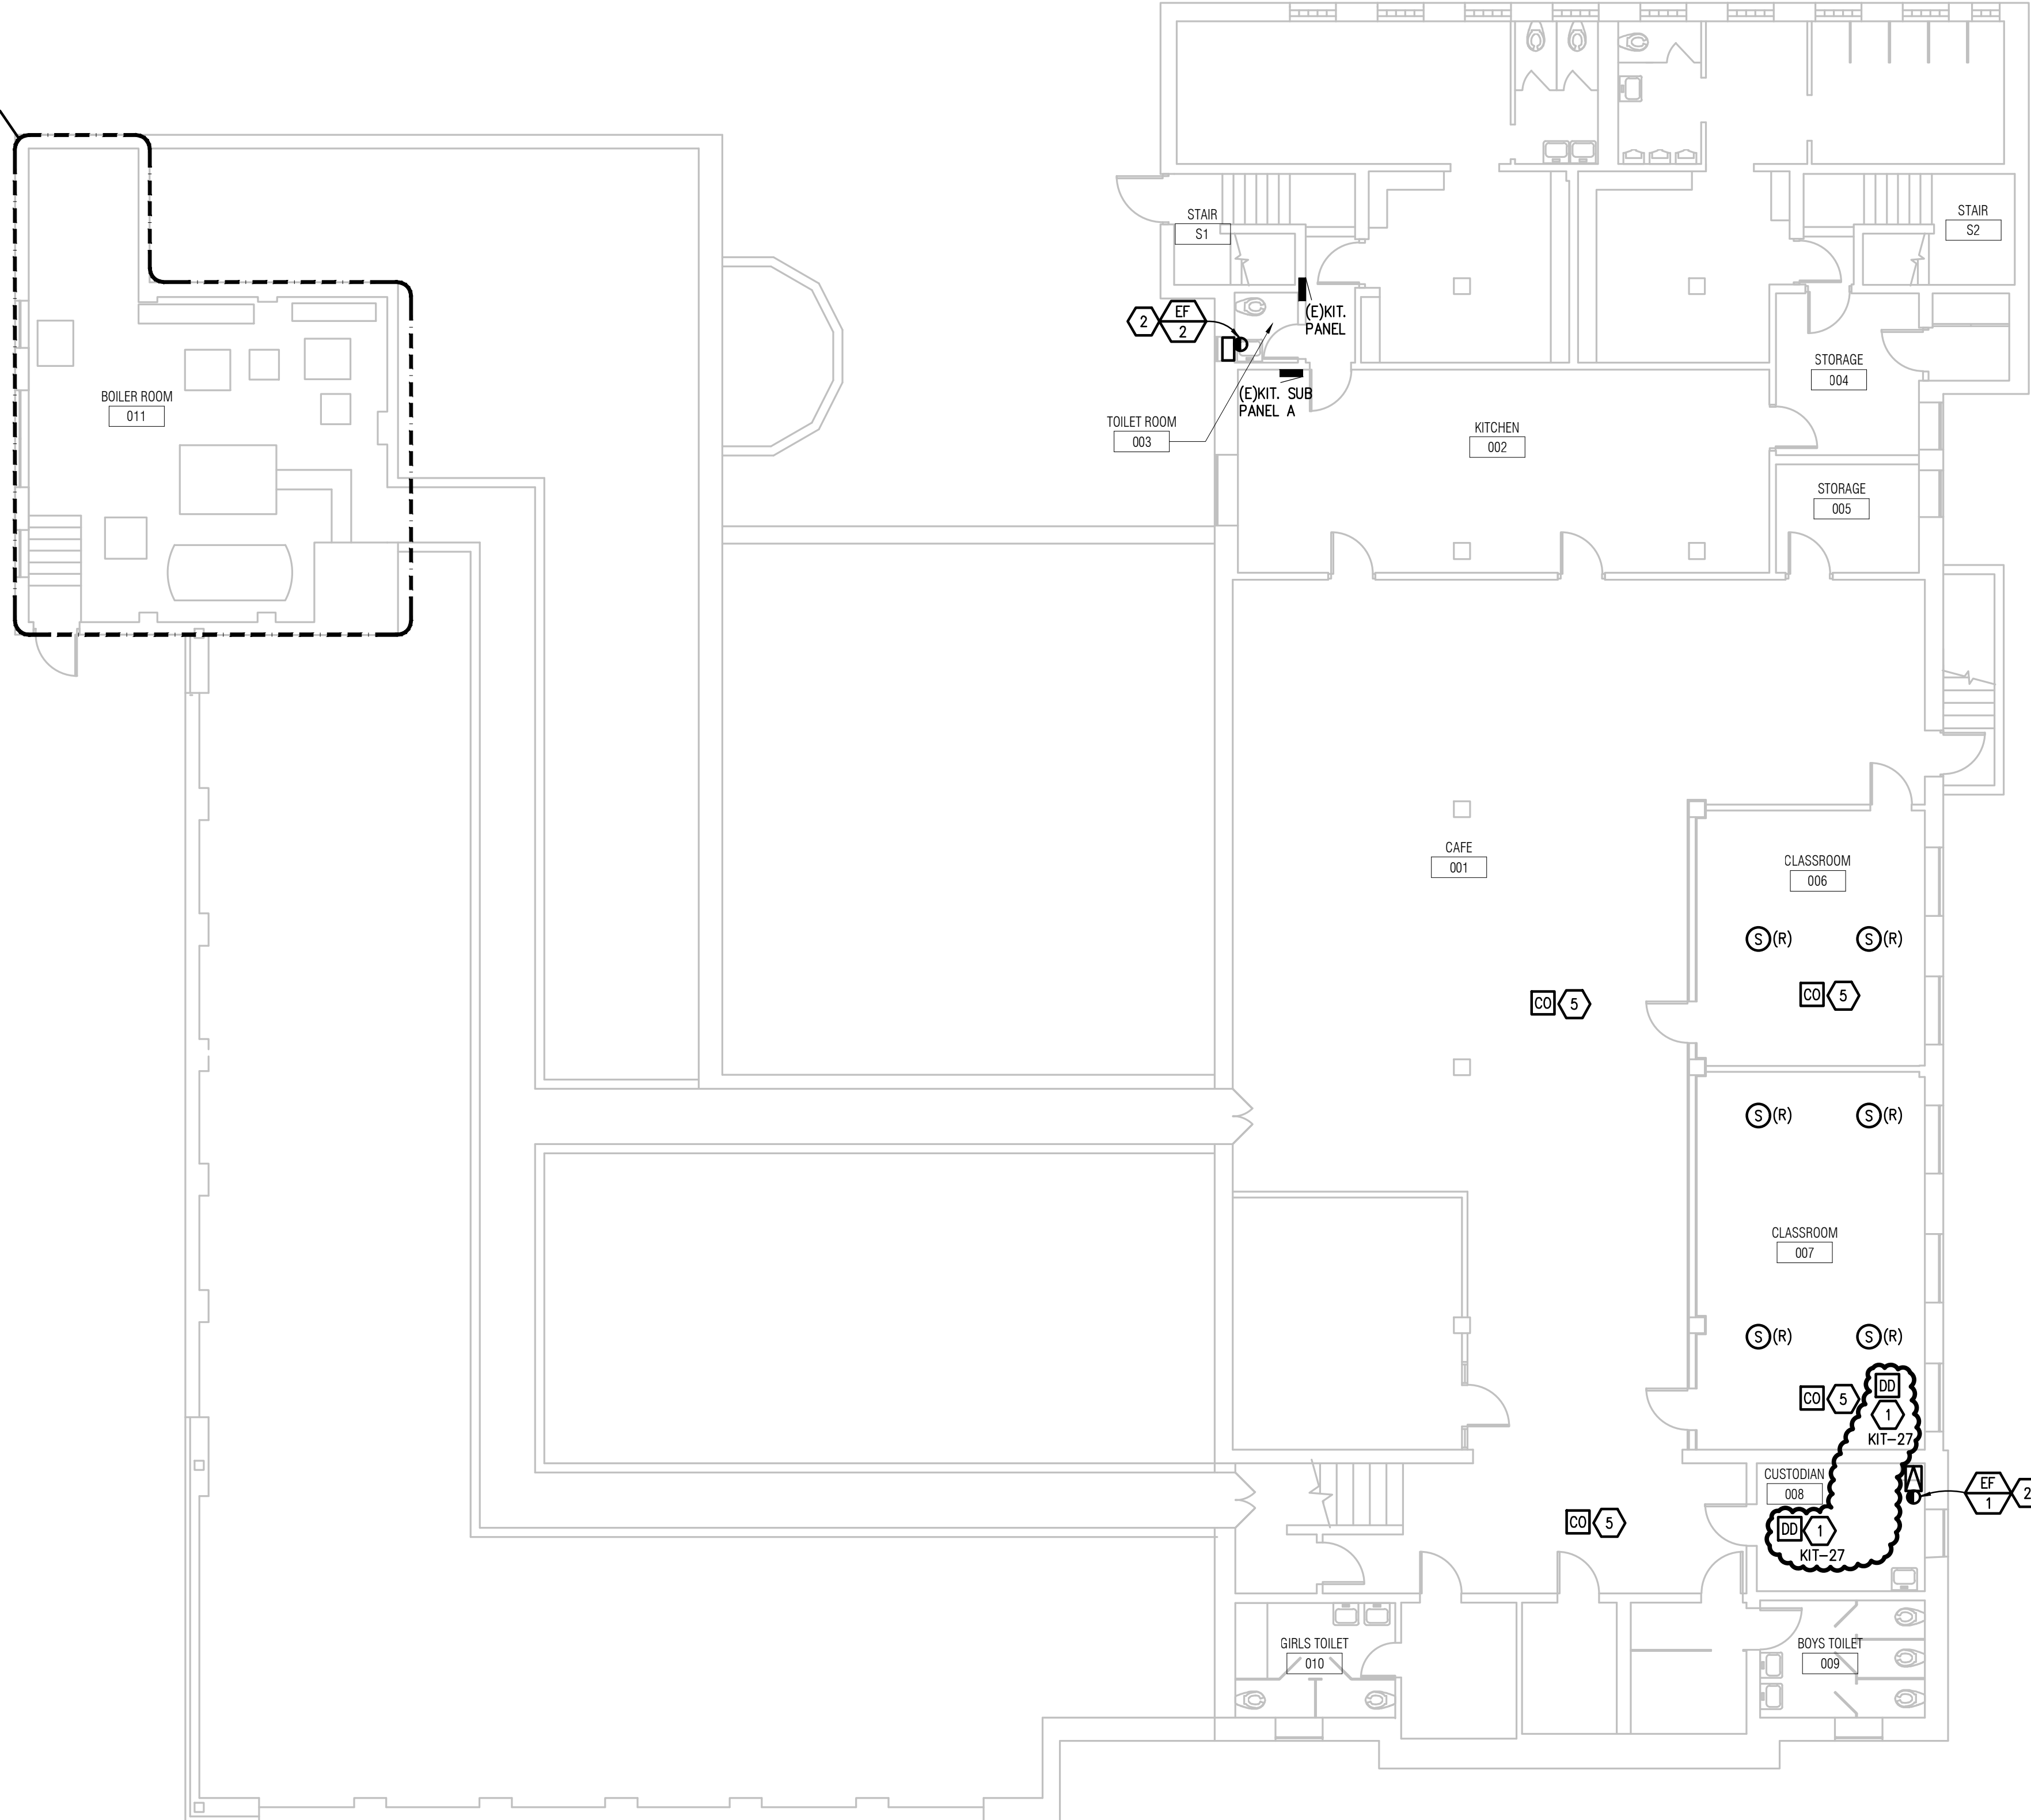 STAIR
S1
STAIR
S2
(E)KIT.
PANEL
2
EF
2
STORAGE
004
BOILER ROOM
011
(E)KIT. SUB
PANEL A
TOILET ROOM
003
KITCHEN
002
STORAGE
005
CAFE
001
CLASSROOM
006
S (R)
S (R)
CO 5
CO 5
S (R)
S (R)
CLASSROOM
007
S (R)
S (R)
DD
CO 5
1
KIT-27
CUSTODIAN
008
EF
1
2
CO 5
DD 1
KIT-27
GIRLS TOILET
010
BOYS TOILET
009